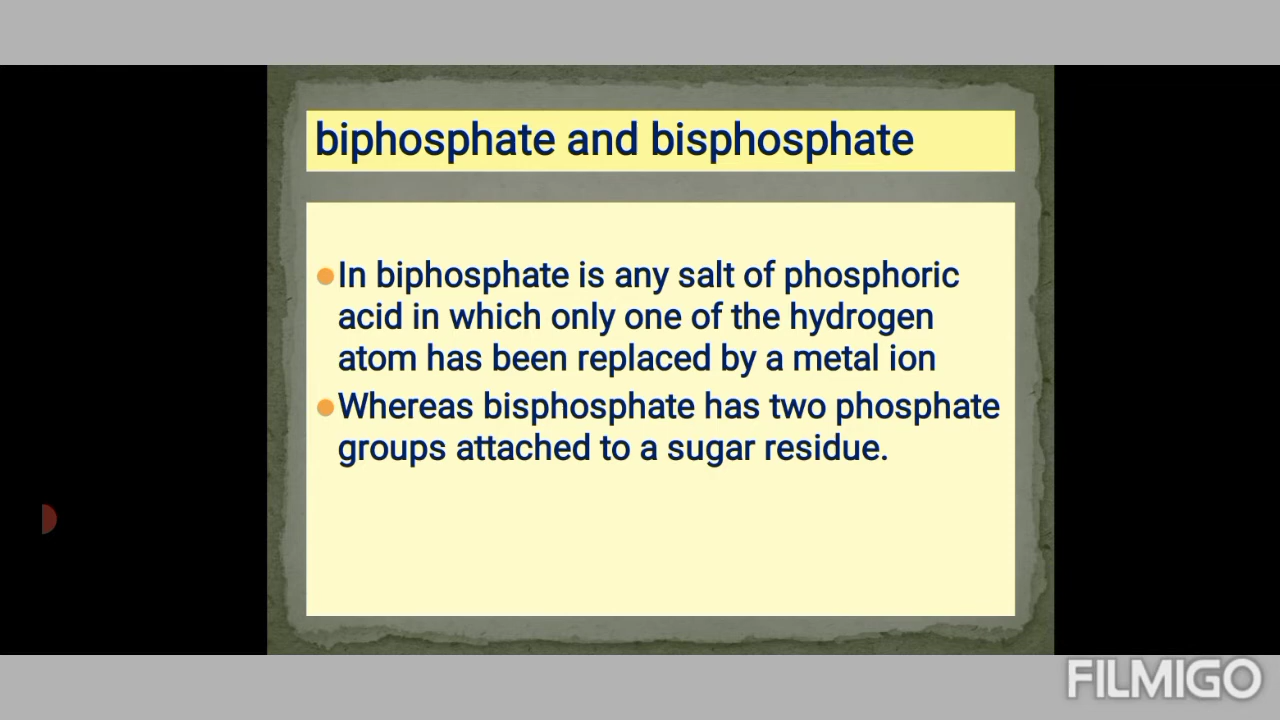 biphosphate and bisphosphate
In biphosphate is any salt of phosphoric
acid in which only one of the hydrogen
atom has been replaced by a metal ion
Whereas bisphosphate has two phosphate
groups attached to a sugar residue.
FILMIGO